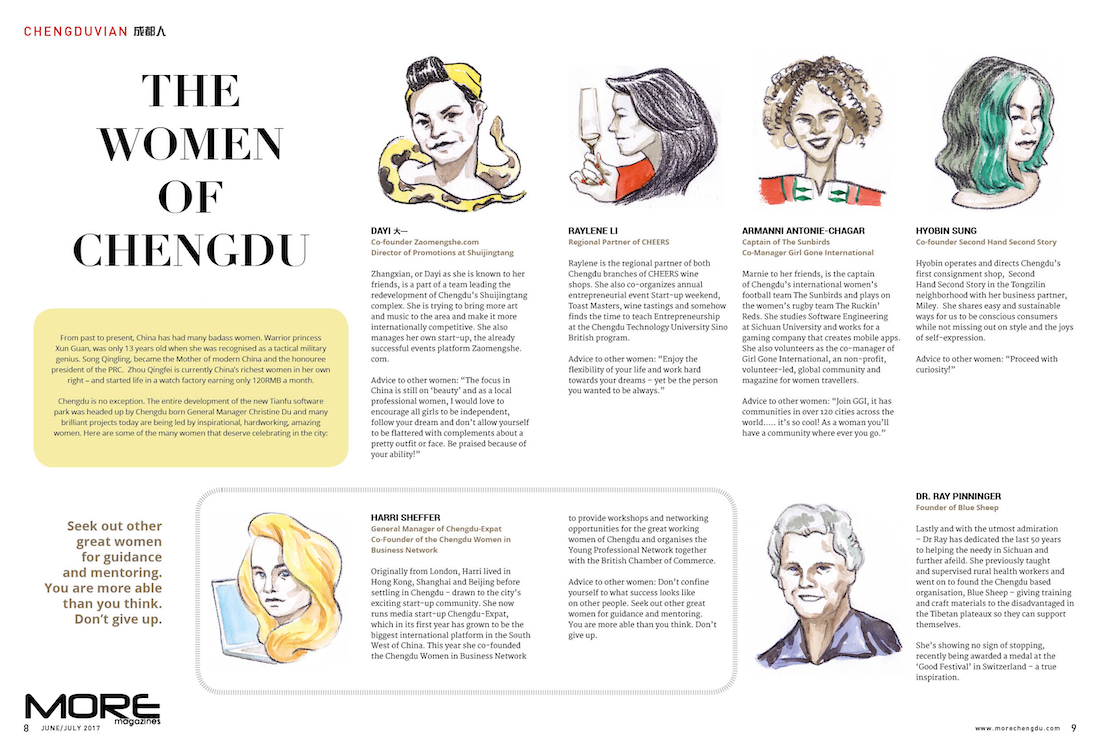 CHENGDUVIAN 成都人
THE
WOMEN
OF
CHENGDU
From past to present, China has had many badass women. Warrior princess
Xun Guan, was only 13 years old when she was recognised as a tactical military
genius. Song Qingling, became the Mother of modern China and the honouree
president of the PRC. Zhou Qingfei is currently China's richest women in her own
right – and started life in a watch factory earning only 120RMB a month.
Chengdu is no exception. The entire development of the new Tianfu software
park was headed up by Chengdu born General Manager Christine Du and many
brilliant projects today are being led by inspirational, hardworking, amazing
women. Here are some of the many women that deserve celebrating in the city:
DAYI 大一
Co-founder Zaomengshe.com
Director of Promotions at Shuijingtang
Zhangxian, or Dayi as she is known to her
friends, is a part of a team leading the
redevelopment of Chengdu's Shuijingtang
complex. She is trying to bring more art
and music to the area and make it more
internationally competitive. She also
manages her own start-up, the already
successful events platform Zaomengshe.
com.
Advice to other women: "The focus in
China is still on 'beauty' and as a local
professional women, I would love to
encourage all girls to be independent,
follow your dream and don't allow yourself
to be flattered with complements about a
pretty outfit or face. Be praised because of
your ability!"
RAYLENE LI
Regional Partner of CHEERS
Raylene is the regional partner of both
Chengdu branches of CHEERS wine
shops. She also co-organizes annual
entrepreneurial event Start-up weekend,
Toast Masters, wine tastings and somehow
finds the time to teach Entrepreneurship
at the Chengdu Technology University Sino
British program.
Advice to other women: "Enjoy the
flexibility of your life and work hard
towards your dreams – yet be the person
you wanted to be always."
ARMANNI ANTONIE-CHAGAR
Captain of The Sunbirds
Co-Manager Girl Gone International
Marnie to her friends, is the captain
of Chengdu's international women's
football team The Sunbirds and plays on
the women's rugby team The Ruckin'
Reds. She studies Software Engineering
at Sichuan University and works for a
gaming company that creates mobile apps.
She also volunteers as the co-manager of
Girl Gone International, an non-profit,
volunteer-led, global community and
magazine for women travellers.
Advice to other women: "Join GGI, it has
communities in over 120 cities across the
world..... it's so cool! As a woman you'll
have a community where ever you go."
HYOBIN SUNG
Co-founder Second Hand Second Story
Hyobin operates and directs Chengdu's
first consignment shop, Second
Hand Second Story in the Tongzilin
neighborhood with her business partner,
Miley. She shares easy and sustainable
ways for us to be conscious consumers
while not missing out on style and the joys
of self-expression.
Advice to other women: "Proceed with
curiosity!"
Seek out other
great women
for guidance
and mentoring.
You are more able
than you think.
Don't give up.
HARRI SHEFFER
General Manager of Chengdu-Expat
Co-Founder of the Chengdu Women in
Business Network
Originally from London, Harri lived in
Hong Kong, Shanghai and Beijing before
settling in Chengdu – drawn to the city's
exciting start-up community. She now
runs media start-up Chengdu-Expat,
which in its first year has grown to be the
biggest international platform in the South
West of China. This year she co-founded
the Chengdu Women in Business Network
to provide workshops and networking
opportunities for the great working
women of Chengdu and organises the
Young Professional Network together
with the British Chamber of Commerce.
Advice to other women: Don't confine
yourself to what success looks like
on other people. Seek out other great
women for guidance and mentoring.
You are more able than you think. Don't
give up.
DR. RAY PINNINGER
Founder of Blue Sheep
Lastly and with the utmost admiration
– Dr Ray has dedicated the last 50 years
to helping the needy in Sichuan and
further afeild. She previously taught
and supervised rural health workers and
went on to found the Chengdu based
organisation, Blue Sheep – giving training
and craft materials to the disadvantaged in
the Tibetan plateaux so they can support
themselves.
She's showing no sign of stopping,
recently being awarded a medal at the
'Good Festival' in Switzerland – a true
inspiration.
MORE
magazines
8 JUNE/JULY 2017
www.morechengdu.com 9